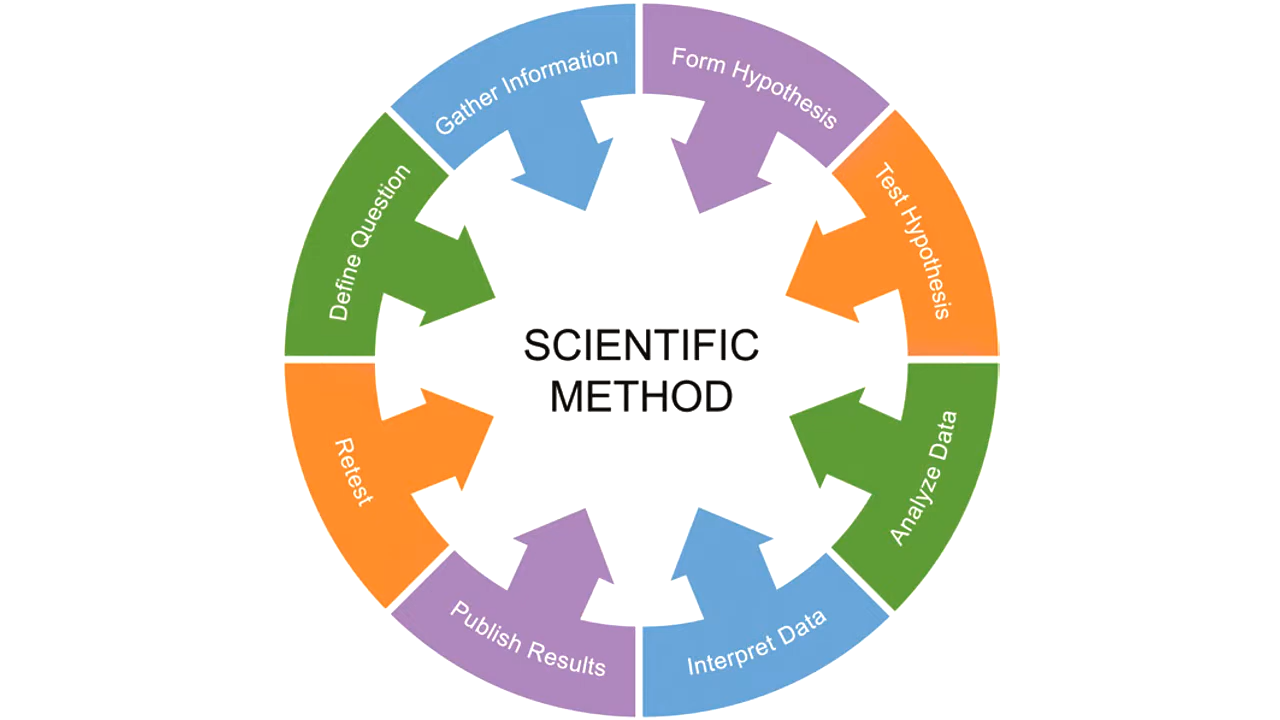 Gather Information
Form Hypothesis
Test Hypothesis
Analyze Data
Interpret Data
Publish Results
Retest
Define Question
SCIENTIFIC
METHOD